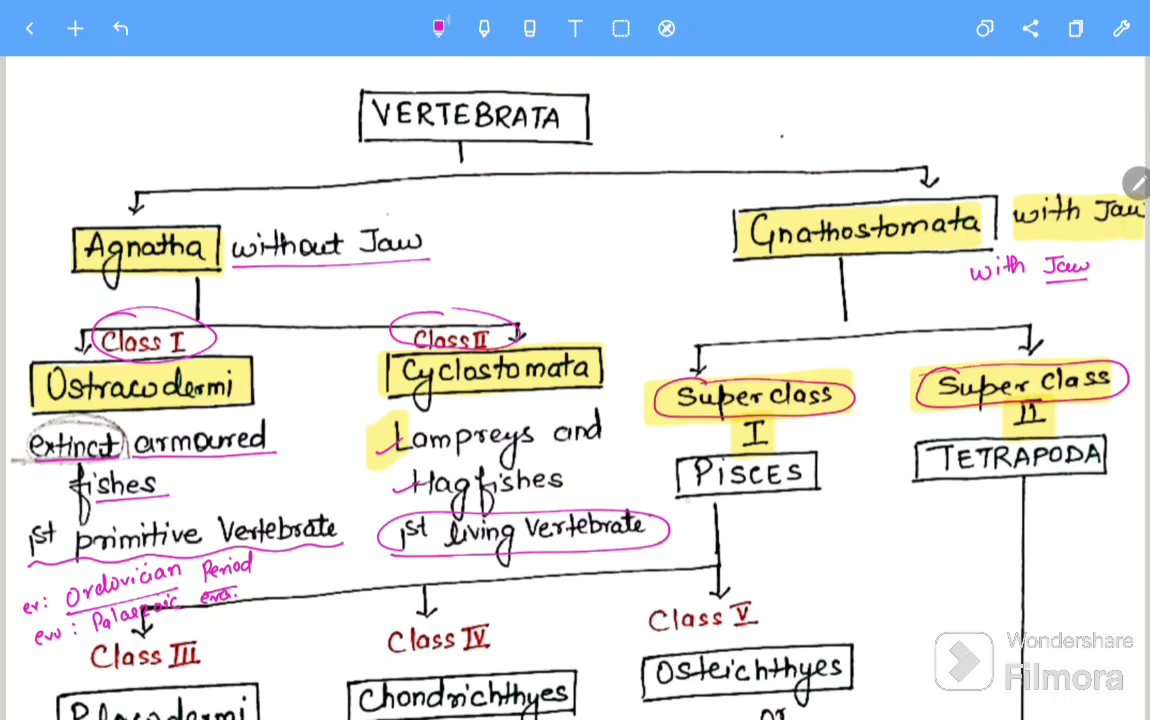 VERTEBRATA
Agnatha without Jaw
Gnathostomata with Jaw
with Jaw
Class I
Ostracodermi
extinct armoured
fishes
1st primitive Vertebrate
Ordovician Period
Class II
Cyclostomata
Lampreys and
Hagfishes
1st living Vertebrate
Super class
I
PISCES
Super class
II
TETRAPODA
Class III
Placodermi
Class IV
Chondrichthyes
Class V
Osteichthyes
or
Wondershare
Filmora